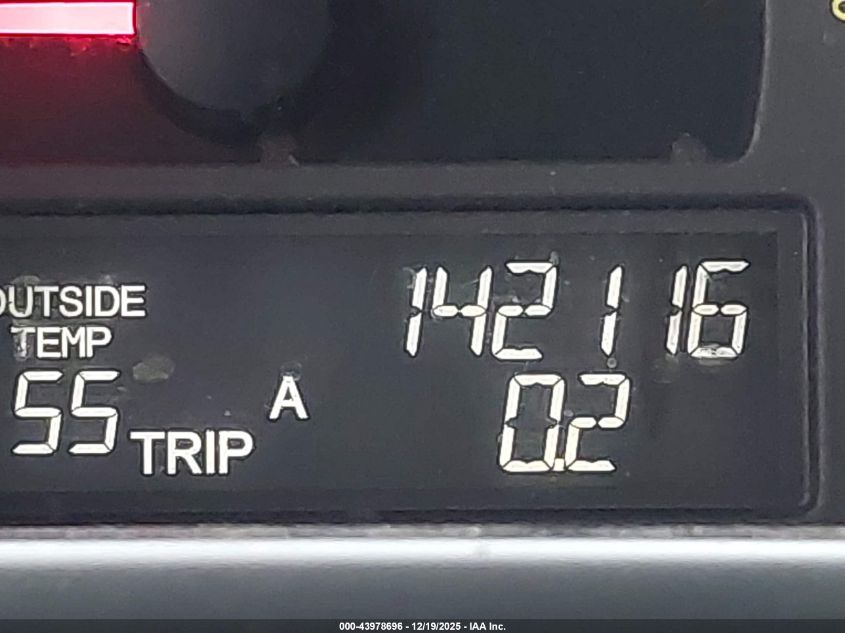 142116
OUTSIDE
TEMP
55
TRIP A 0.2
000-43978696 - 12/19/2025 - IAA Inc.